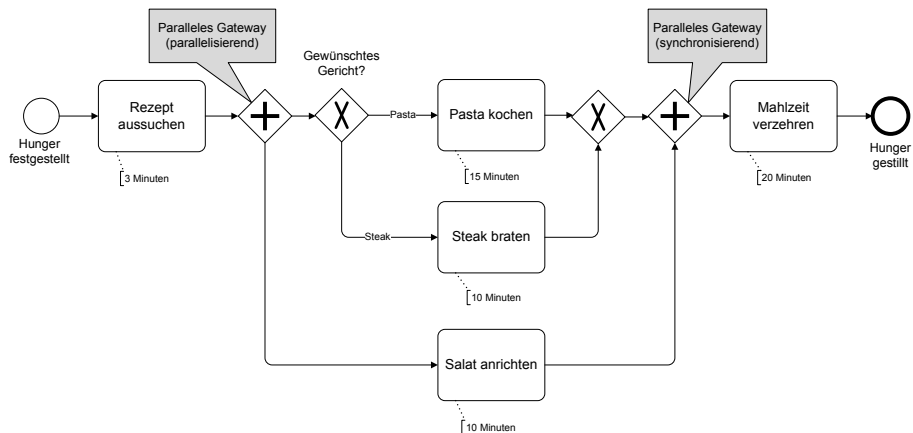 Paralleles Gateway
(parallelisierend)
Paralleles Gateway
(synchronisierend)
Gewünschtes
Gericht?
Rezept
aussuchen
Pasta
Pasta kochen
Mahlzeit
verzehren
Hunger
festgestellt
Hunger
gestillt
3 Minuten
15 Minuten
20 Minuten
Steak
Steak braten
10 Minuten
Salat anrichten
10 Minuten